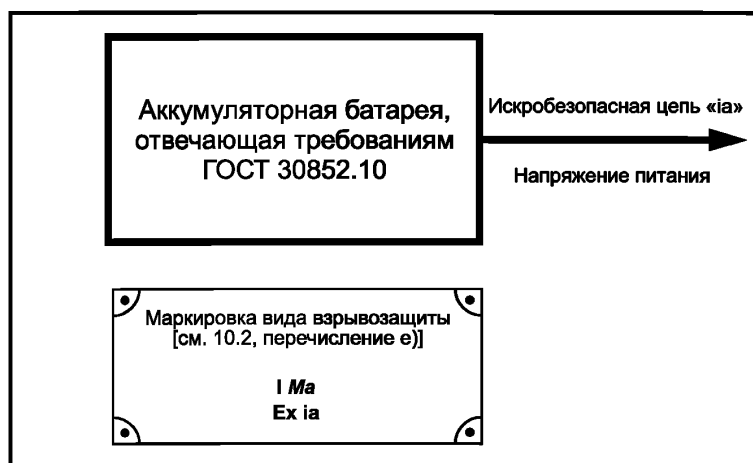 Аккумуляторная батарея,
отвечающая требованиям
ГОСТ 30852.10
Искробезопасная цепь «ia»
Напряжение питания
Маркировка вида взрывозащиты
[см. 10.2, перечисление е)]
I Ma
Ex ia